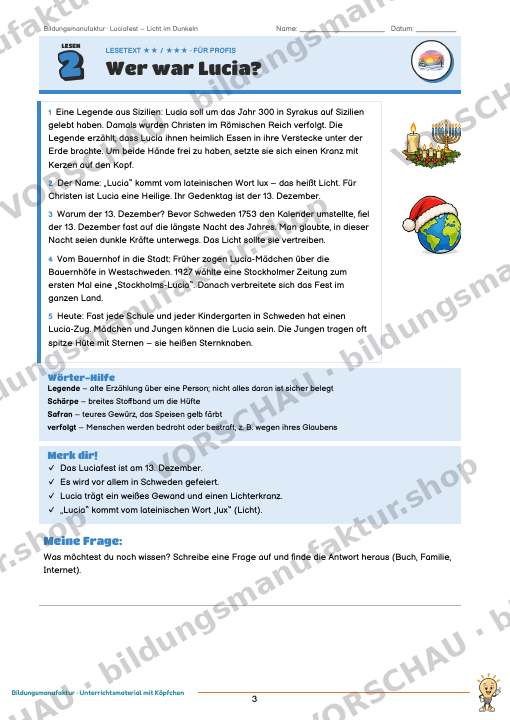 Bildungsmanufaktur · Luciafest – Licht im Dunkeln
Name: ____________________ Datum: __________
LESEN
2
LESETEXT ★★ / ★★★ · FÜR PROFIS
Wer war Lucia?
1 Eine Legende aus Sizilien: Lucia soll um das Jahr 300 in Syrakus auf Sizilien
gelebt haben. Damals wurden Christen im Römischen Reich verfolgt. Die
Legende erzählt, dass Lucia ihnen heimlich Essen in ihre Verstecke unter der
Erde brachte. Um beide Hände frei zu haben, setzte sie sich einen Kranz mit
Kerzen auf den Kopf.
2 Der Name: „Lucia“ kommt vom lateinischen Wort lux – das heißt Licht. Für
Christen ist Lucia eine Heilige. Ihr Gedenktag ist der 13. Dezember.
3 Warum der 13. Dezember? Bevor Schweden 1753 den Kalender umstellte, fiel
der 13. Dezember fast auf die längste Nacht des Jahres. Man glaubte, in dieser
Nacht seien dunkle Kräfte unterwegs. Das Licht sollte sie vertreiben.
4 Vom Bauernhof in die Stadt: Früher zogen Lucia-Mädchen über die
Bauernhöfe in Westschweden. 1927 wählte eine Stockholmer Zeitung zum
ersten Mal eine „Stockholms-Lucia“. Danach verbreitete sich das Fest im
ganzen Land.
5 Heute: Fast jede Schule und jeder Kindergarten in Schweden hat einen
Lucia-Zug. Mädchen und Jungen können die Lucia sein. Die Jungen tragen oft
spitze Hüte mit Sternen – sie heißen Sternknaben.
Wörter-Hilfe
Legende – alte Erzählung über eine Person; nicht alles daran ist sicher belegt
Schärpe – breites Stoffband um die Hüfte
Safran – teures Gewürz, das Speisen gelb färbt
verfolgt – Menschen werden bedroht oder bestraft, z. B. wegen ihres Glaubens
Merk dir!
✓ Das Luciafest ist am 13. Dezember.
✓ Es wird vor allem in Schweden gefeiert.
✓ Lucia trägt ein weißes Gewand und einen Lichterkranz.
✓ „Lucia“ kommt vom lateinischen Wort „lux“ (Licht).
Meine Frage:
Was möchtest du noch wissen? Schreibe eine Frage auf und finde die Antwort heraus (Buch, Familie,
Internet).
Bildungsmanufaktur · Unterrichtsmaterial mit Köpfchen
3
VORSCHAU · bildungsmanufaktur.shop